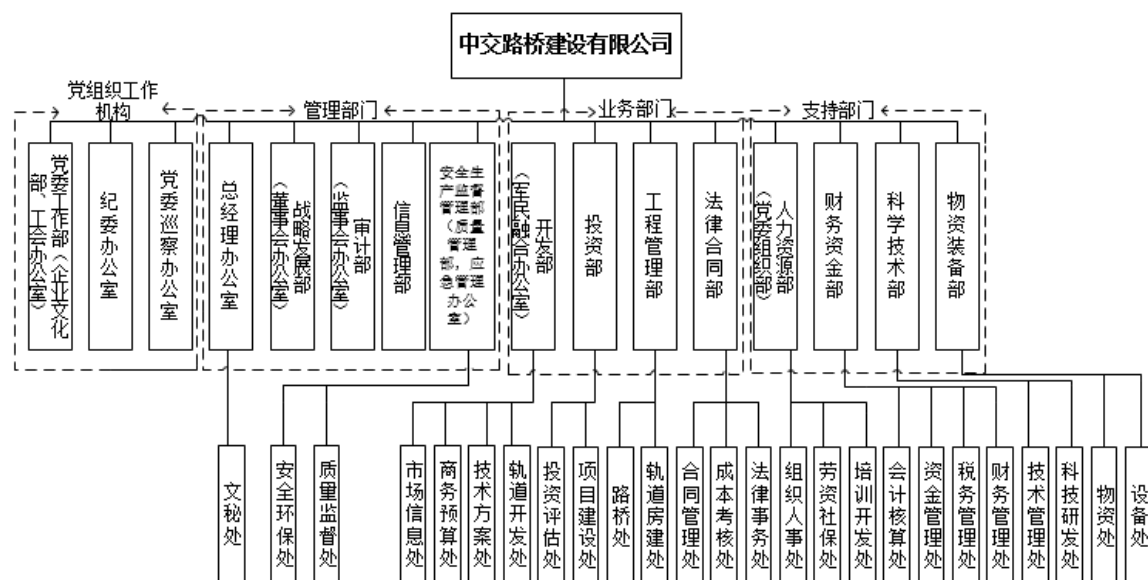 中交路桥建设有限公司
党组织工作
机构
管理部门
业务部门
支持部门
党委工作部（企业文化
部、工会办公室）
纪委办公室
党委巡察办公室
总经理办公室
战略发展部
（董事会办公室）
审计部
（监事会办公室）
信息管理部
安全生
产监督
管理部
（质量
管理
部，应
急管理
办公
室）
开发部
（军民融合办公室）
投资部
工程管理部
法律合同部
人力资源部
（党委组织部）
财务资金部
科学技术部
物资装备部
文秘处
安全环保处
质量监督处
市场信息处
商务预算处
技术方案处
轨道开发处
投资评估处
项目建设处
路桥处
轨道房建处
合同管理处
成本考核处
法律事务处
组织人事处
劳资社保处
培训开发处
会计核算处
资金管理处
税务管理处
财务管理处
技术管理处
科技研发处
物资处
设备处